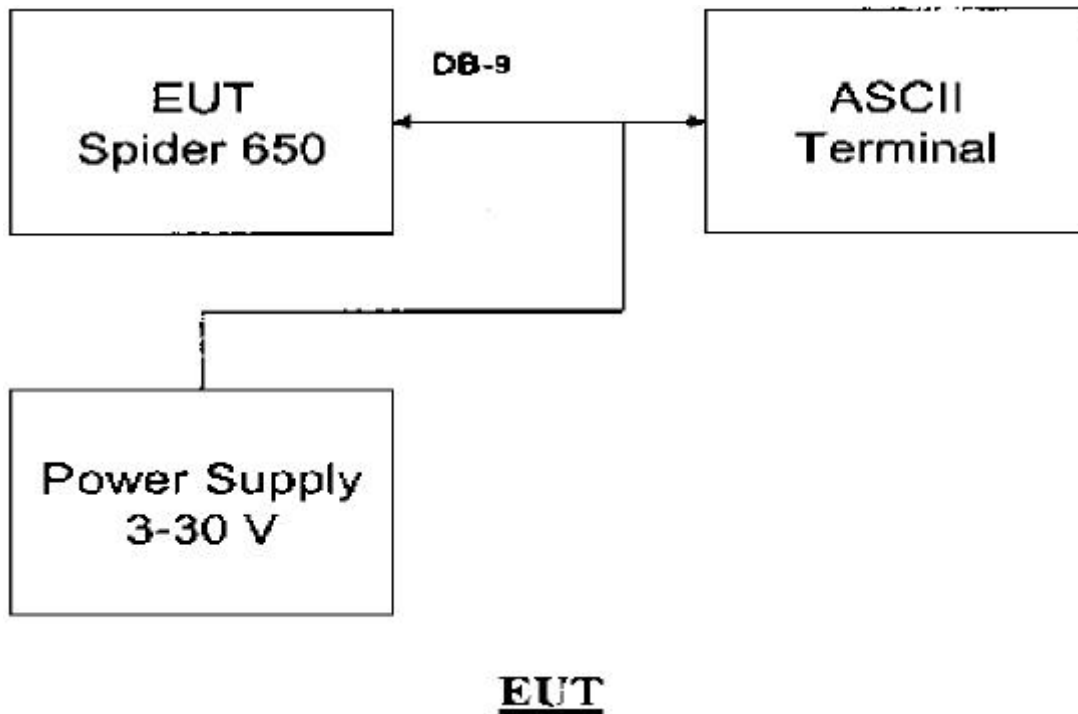 EUT
Spider 650
DB-9
ASCII
Terminal
Power Supply
3-30 V
EUT